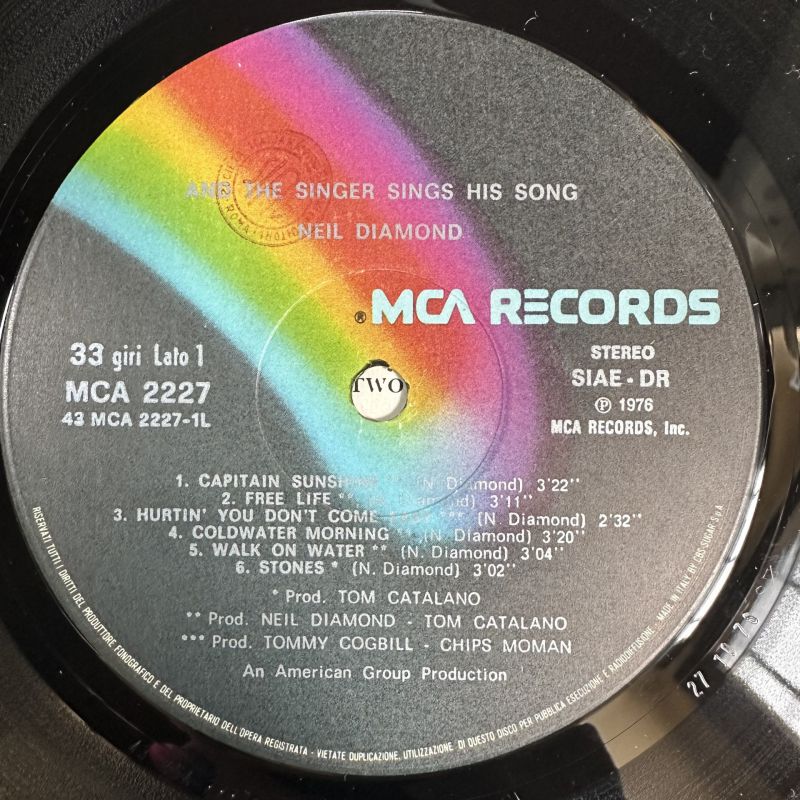 AND THE SINGER SINGS HIS SONG
NEIL DIAMOND
® MCA RECORDS
33 giri Lato 1
MCA 2227
43 MCA 2227-1L
TWO
STEREO
SIAE - DR
℗ 1976
MCA RECORDS, Inc.
1. CAPITAIN SUNSHINE ** (N. Diamond) 3'22"
2. FREE LIFE ** (N. Diamond) 3'11"
3. HURTIN' YOU DON'T COME EASY *** (N. Diamond) 2'32"
4. COLDWATER MORNING (N. Diamond) 3'20"
5. WALK ON WATER ** (N. Diamond) 3'04"
6. STONES * (N. Diamond) 3'02"
* Prod. TOM CATALANO
** Prod. NEIL DIAMOND - TOM CATALANO
*** Prod. TOMMY COGBILL - CHIPS MOMAN
An American Group Production
RISERVATI TUTTI I DIRITTI DEL PRODUTTORE FONOGRAFICO E DEL PROPRIETARIO DELL'OPERA REGISTRATA - VIETATE DUPLICAZIONE, UTILIZZAZIONE DI QUESTO DISCO PER PUBBLICA ESECUZIONE E RADIODIFFUSIONE. - MADE IN ITALY BY CBS-SUGAR S.p.A